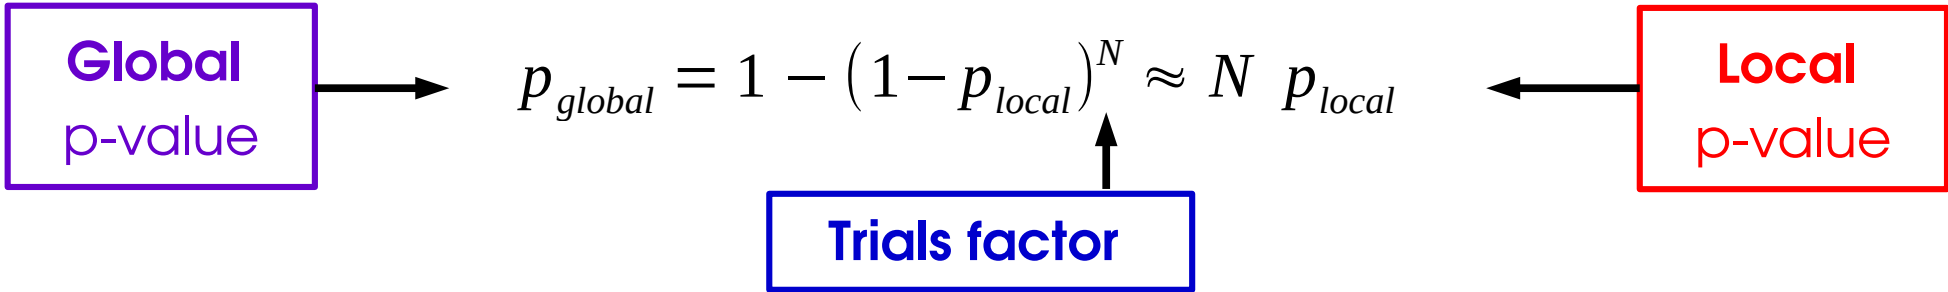 Global
p-value
p_global = 1 − (1− p_local)^N ≈ N p_local
Local
p-value
Trials factor